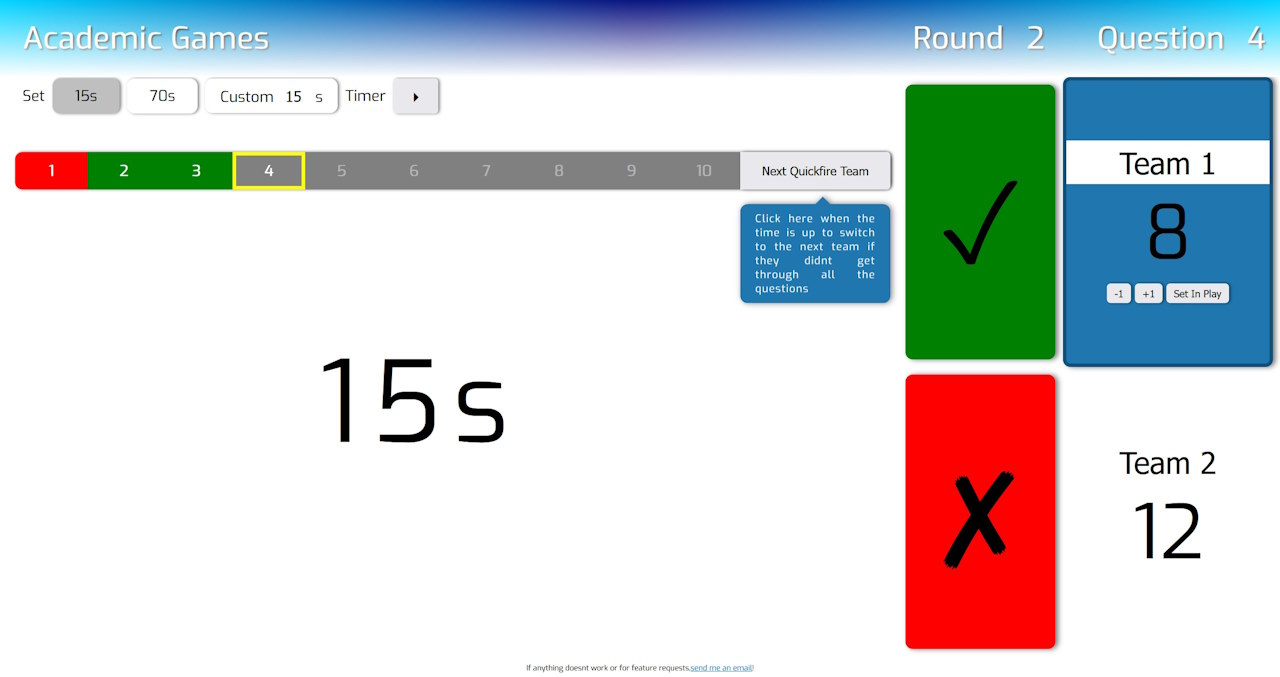 Academic Games
Round 2 Question 4
Set 15s 70s Custom 15 s Timer
1 2 3 4 5 6 7 8 9 10 Next Quickfire Team
Click here when the
time is up to switch
to the next team if
they didnt get
through all the
questions
15s
Team 1
8
-1 +1 Set In Play
Team 2
12
If anything doesnt work or for feature requests,send me an email!